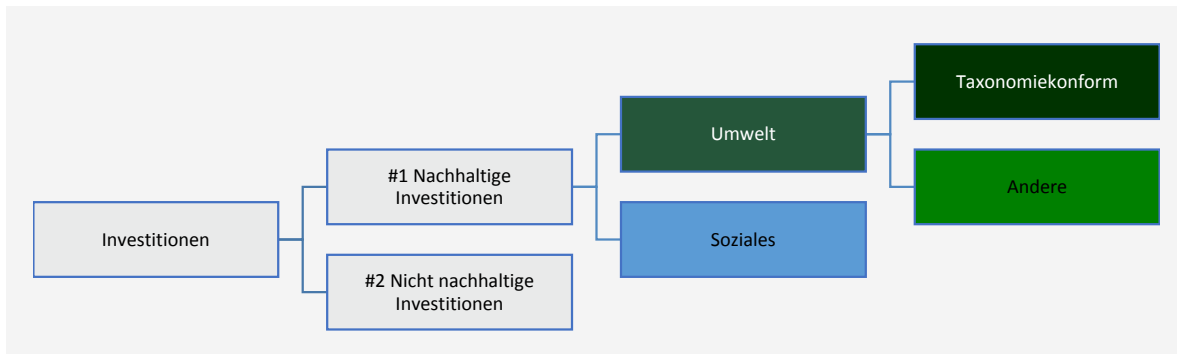 Investitionen
#1 Nachhaltige
Investitionen
#2 Nicht nachhaltige
Investitionen
Umwelt
Soziales
Taxonomiekonform
Andere